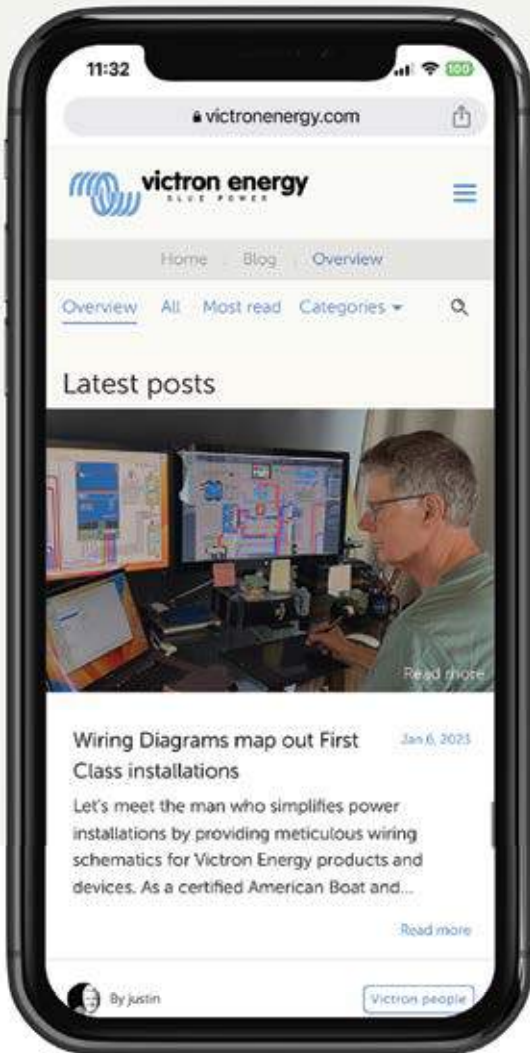 11:32
100
victronenergy.com
victron energy
BLUE POWER
Home . Blog . Overview
Overview All Most read Categories
Latest posts
Read more
Wiring Diagrams map out First
Jan 6, 2023
Class installations
Let's meet the man who simplifies power
installations by providing meticulous wiring
schematics for Victron Energy products and
devices. As a certified American Boat and...
Read more
By justin
Victron people